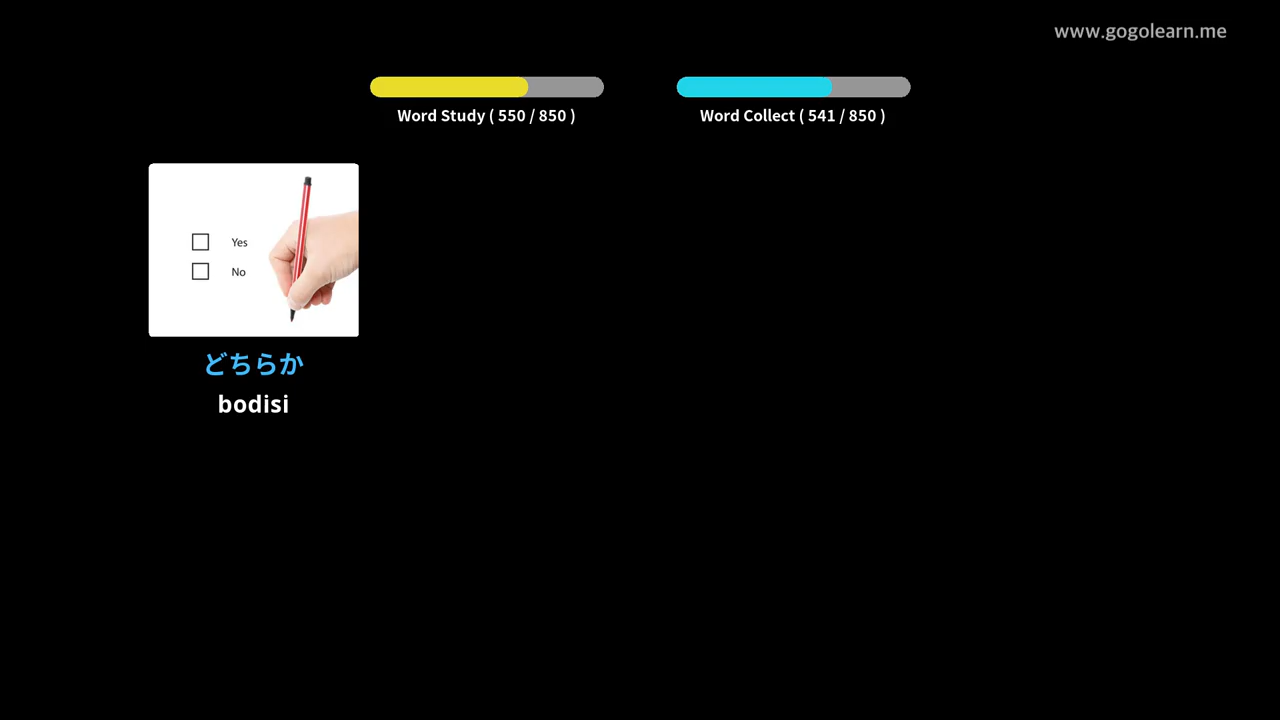 www.gogolearn.me
Word Study ( 550 / 850 )
Word Collect ( 541 / 850 )
Yes
No
どちらか
bodisi